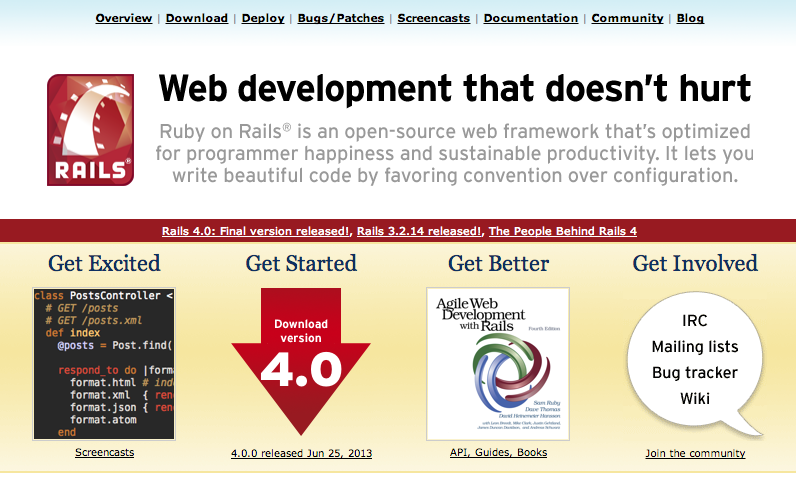 Overview | Download | Deploy | Bugs/Patches | Screencasts | Documentation | Community | Blog
RAILS®
Web development that doesn't hurt
Ruby on Rails® is an open-source web framework that's optimized
for programmer happiness and sustainable productivity. It lets you
write beautiful code by favoring convention over configuration.
Rails 4.0: Final version released!, Rails 3.2.14 released!, The People Behind Rails 4
Get Excited
class PostsController <
# GET /posts
# GET /posts.xml
def index
@posts = Post.find(
respond_to do |form
format.html # ind
format.xml { ren
format.json { ren
format.atom
end
Screencasts
Get Started
Download
version
4.0
4.0.0 released Jun 25, 2013
Get Better
Agile Web
Development
with Rails
Fourth Edition
Sam Ruby
Dave Thomas
David Heinemeier Hansson
API, Guides, Books
Get Involved
IRC
Mailing lists
Bug tracker
Wiki
Join the community